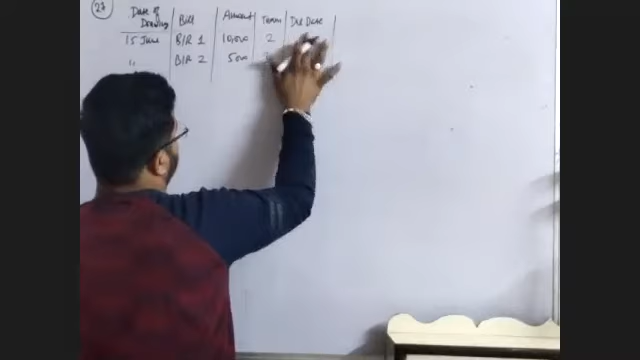 27
Date of Drawing Bill Amount Term Due Date
15 June B/R 1 10,000 2
,, B/R 2 5000